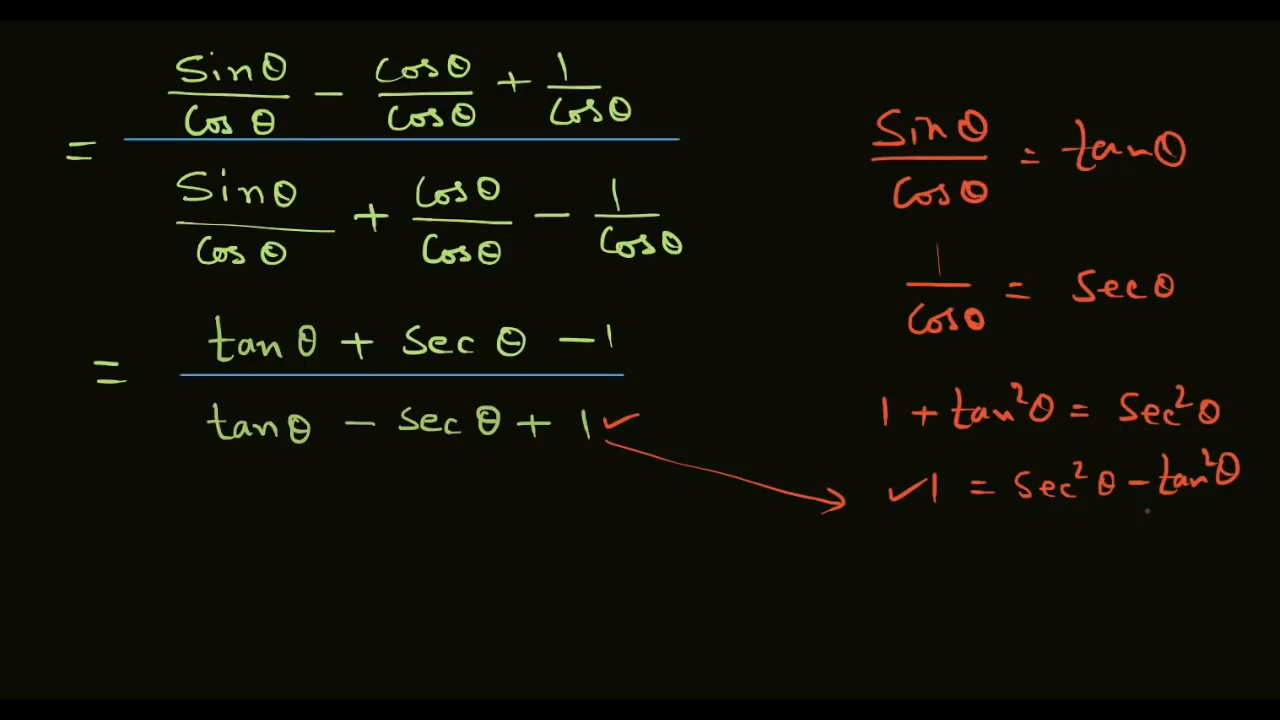 = (Sinθ/Cosθ - Cosθ/Cosθ + 1/Cosθ) / (Sinθ/Cosθ + Cosθ/Cosθ - 1/Cosθ)
= (tanθ + Secθ - 1) / (tanθ - Secθ + 1) ✓
Sinθ/Cosθ = tanθ
1/Cosθ = Secθ
1 + tan²θ = Sec²θ
✓1 = Sec²θ - tan²θ